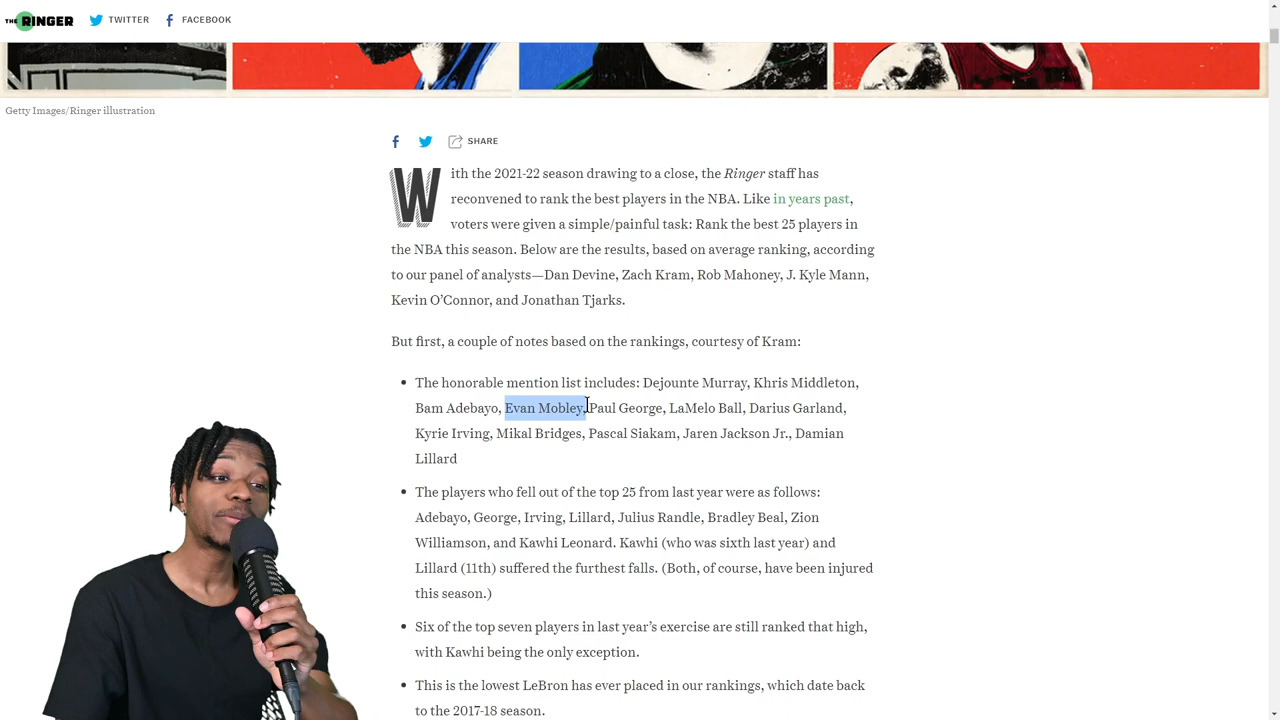 THE RINGER TWITTER FACEBOOK
Getty Images/Ringer illustration
SHARE
With the 2021-22 season drawing to a close, the Ringer staff has
reconvened to rank the best players in the NBA. Like in years past,
voters were given a simple/painful task: Rank the best 25 players in
the NBA this season. Below are the results, based on average ranking, according
to our panel of analysts—Dan Devine, Zach Kram, Rob Mahoney, J. Kyle Mann,
Kevin O’Connor, and Jonathan Tjarks.
But first, a couple of notes based on the rankings, courtesy of Kram:
• The honorable mention list includes: Dejounte Murray, Khris Middleton,
Bam Adebayo, Evan Mobley, Paul George, LaMelo Ball, Darius Garland,
Kyrie Irving, Mikal Bridges, Pascal Siakam, Jaren Jackson Jr., Damian
Lillard
• The players who fell out of the top 25 from last year were as follows:
Adebayo, George, Irving, Lillard, Julius Randle, Bradley Beal, Zion
Williamson, and Kawhi Leonard. Kawhi (who was sixth last year) and
Lillard (11th) suffered the furthest falls. (Both, of course, have been injured
this season.)
• Six of the top seven players in last year’s exercise are still ranked that high,
with Kawhi being the only exception.
• This is the lowest LeBron has ever placed in our rankings, which date back
to the 2017-18 season.